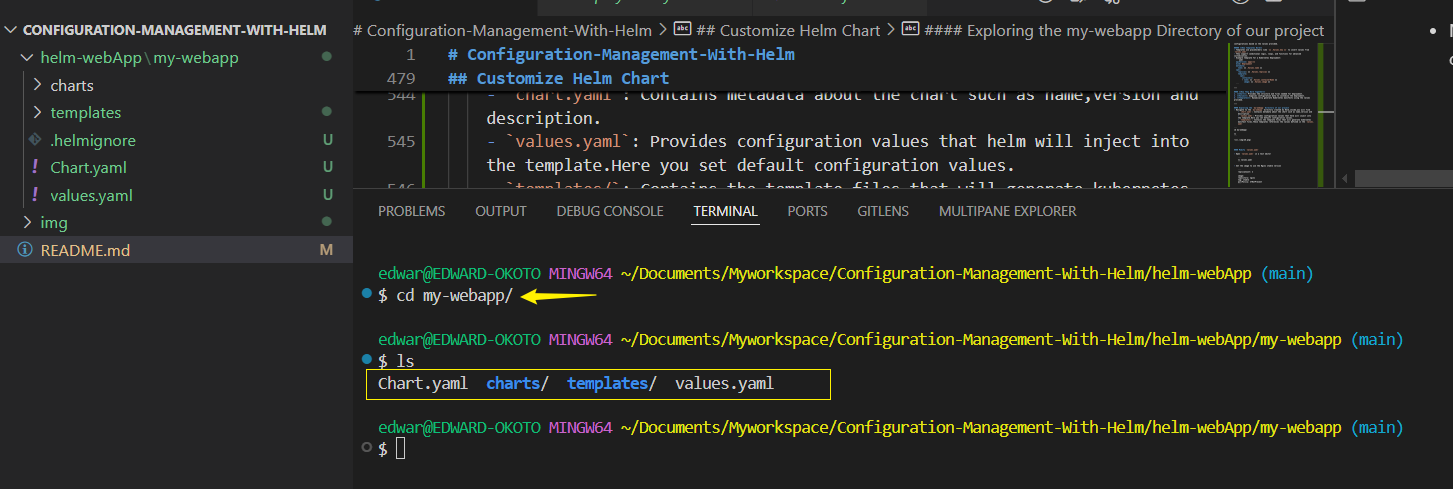 CONFIGURATION-MANAGEMENT-WITH-HELM
helm-webApp\my-webapp
charts
templates
.helmignore U
Chart.yaml U
values.yaml U
img
README.md M
# Configuration-Management-With-Helm > ## Customize Helm Chart > #### Exploring the my-webapp Directory of our project
1 # Configuration-Management-With-Helm
479 ## Customize Helm Chart
544 - `chart.yaml`: Contains metadata about the chart such as name,version and
description.
545 - `values.yaml`: Provides configuration values that helm will inject into
the template.Here you set default configuration values.
546 - `templates/`: Contains the template files that will generate kubernetes
PROBLEMS OUTPUT DEBUG CONSOLE TERMINAL PORTS GITLENS MULTIPANE EXPLORER
edwar@EDWARD-OKOTO MINGW64 ~/Documents/Myworkspace/Configuration-Management-With-Helm/helm-webApp (main)
$ cd my-webapp/
edwar@EDWARD-OKOTO MINGW64 ~/Documents/Myworkspace/Configuration-Management-With-Helm/helm-webApp/my-webapp (main)
$ ls
Chart.yaml charts/ templates/ values.yaml
edwar@EDWARD-OKOTO MINGW64 ~/Documents/Myworkspace/Configuration-Management-With-Helm/helm-webApp/my-webapp (main)
$